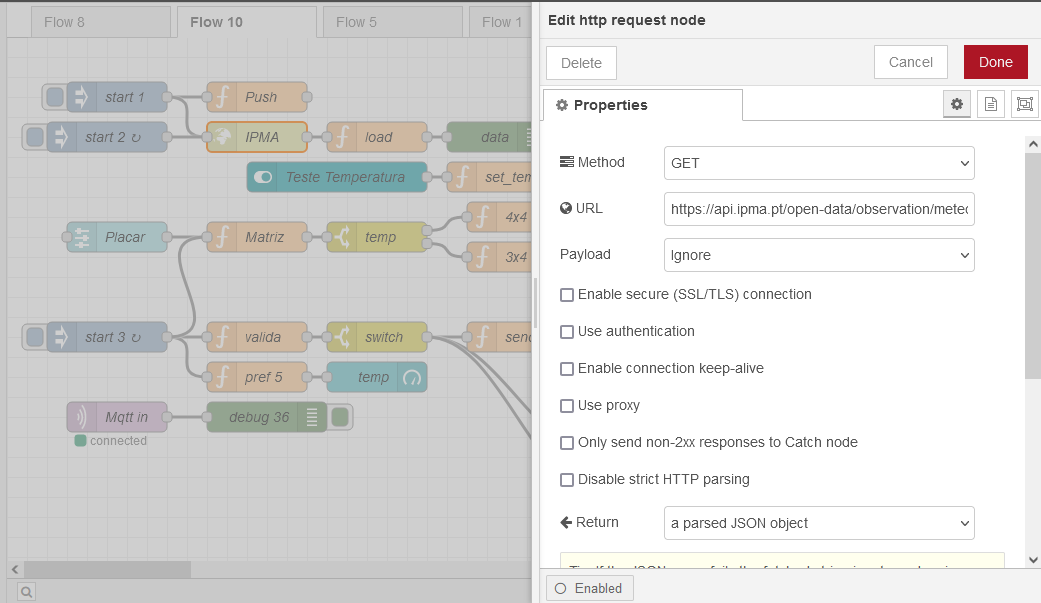 Flow 8
Flow 10
Flow 5
Flow 1
start 1
Push
start 2 ↻
IPMA
load
data
Teste Temperatura
set_tem
Placar
Matriz
temp
4x4
3x4
start 3 ↻
valida
switch
send
pref 5
temp
Mqtt in
debug 36
connected
Edit http request node
Delete
Cancel
Done
Properties
Method
GET
URL
https://api.ipma.pt/open-data/observation/meteo
Payload
Ignore
Enable secure (SSL/TLS) connection
Use authentication
Enable connection keep-alive
Use proxy
Only send non-2xx responses to Catch node
Disable strict HTTP parsing
Return
a parsed JSON object
Enabled